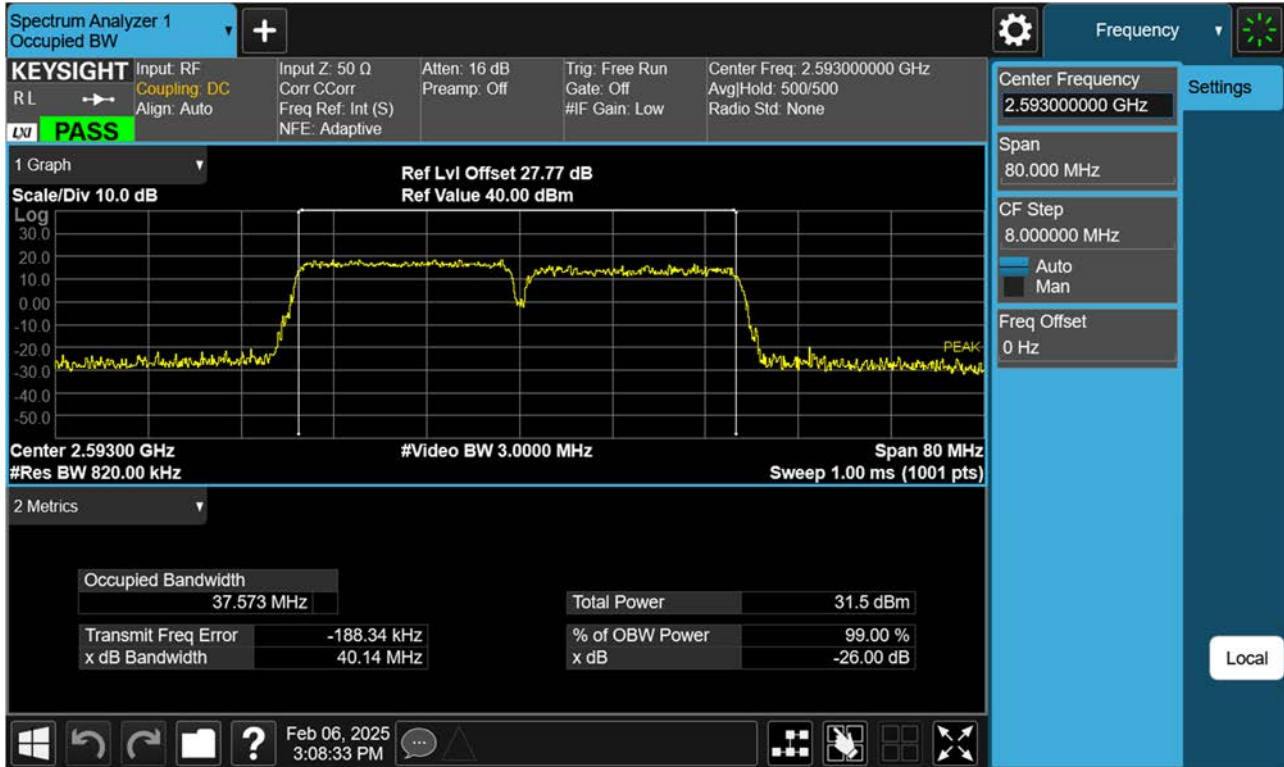 Spectrum Analyzer 1
Occupied BW
Frequency
KEYSIGHT
RL
LXI
PASS
Input: RF
Coupling: DC
Align: Auto
Input Z: 50 Ω
Corr CCorr
Freq Ref: Int (S)
NFE: Adaptive
Atten: 16 dB
Preamp: Off
Trig: Free Run
Gate: Off
#IF Gain: Low
Center Freq: 2.593000000 GHz
Avg|Hold: 500/500
Radio Std: None
Center Frequency
2.593000000 GHz
Span
80.000 MHz
CF Step
8.000000 MHz
Auto
Man
Freq Offset
0 Hz
Settings
Local
1 Graph
Scale/Div 10.0 dB
Ref Lvl Offset 27.77 dB
Ref Value 40.00 dBm
Log
30.0
20.0
10.0
0.00
-10.0
-20.0
-30.0
-40.0
-50.0
PEAK
Center 2.59300 GHz
#Video BW 3.0000 MHz
Span 80 MHz
#Res BW 820.00 kHz
Sweep 1.00 ms (1001 pts)
2 Metrics
Occupied Bandwidth
37.573 MHz
Total Power 31.5 dBm
Transmit Freq Error -188.34 kHz
% of OBW Power 99.00 %
x dB Bandwidth 40.14 MHz
x dB -26.00 dB
?
Feb 06, 2025
3:08:33 PM